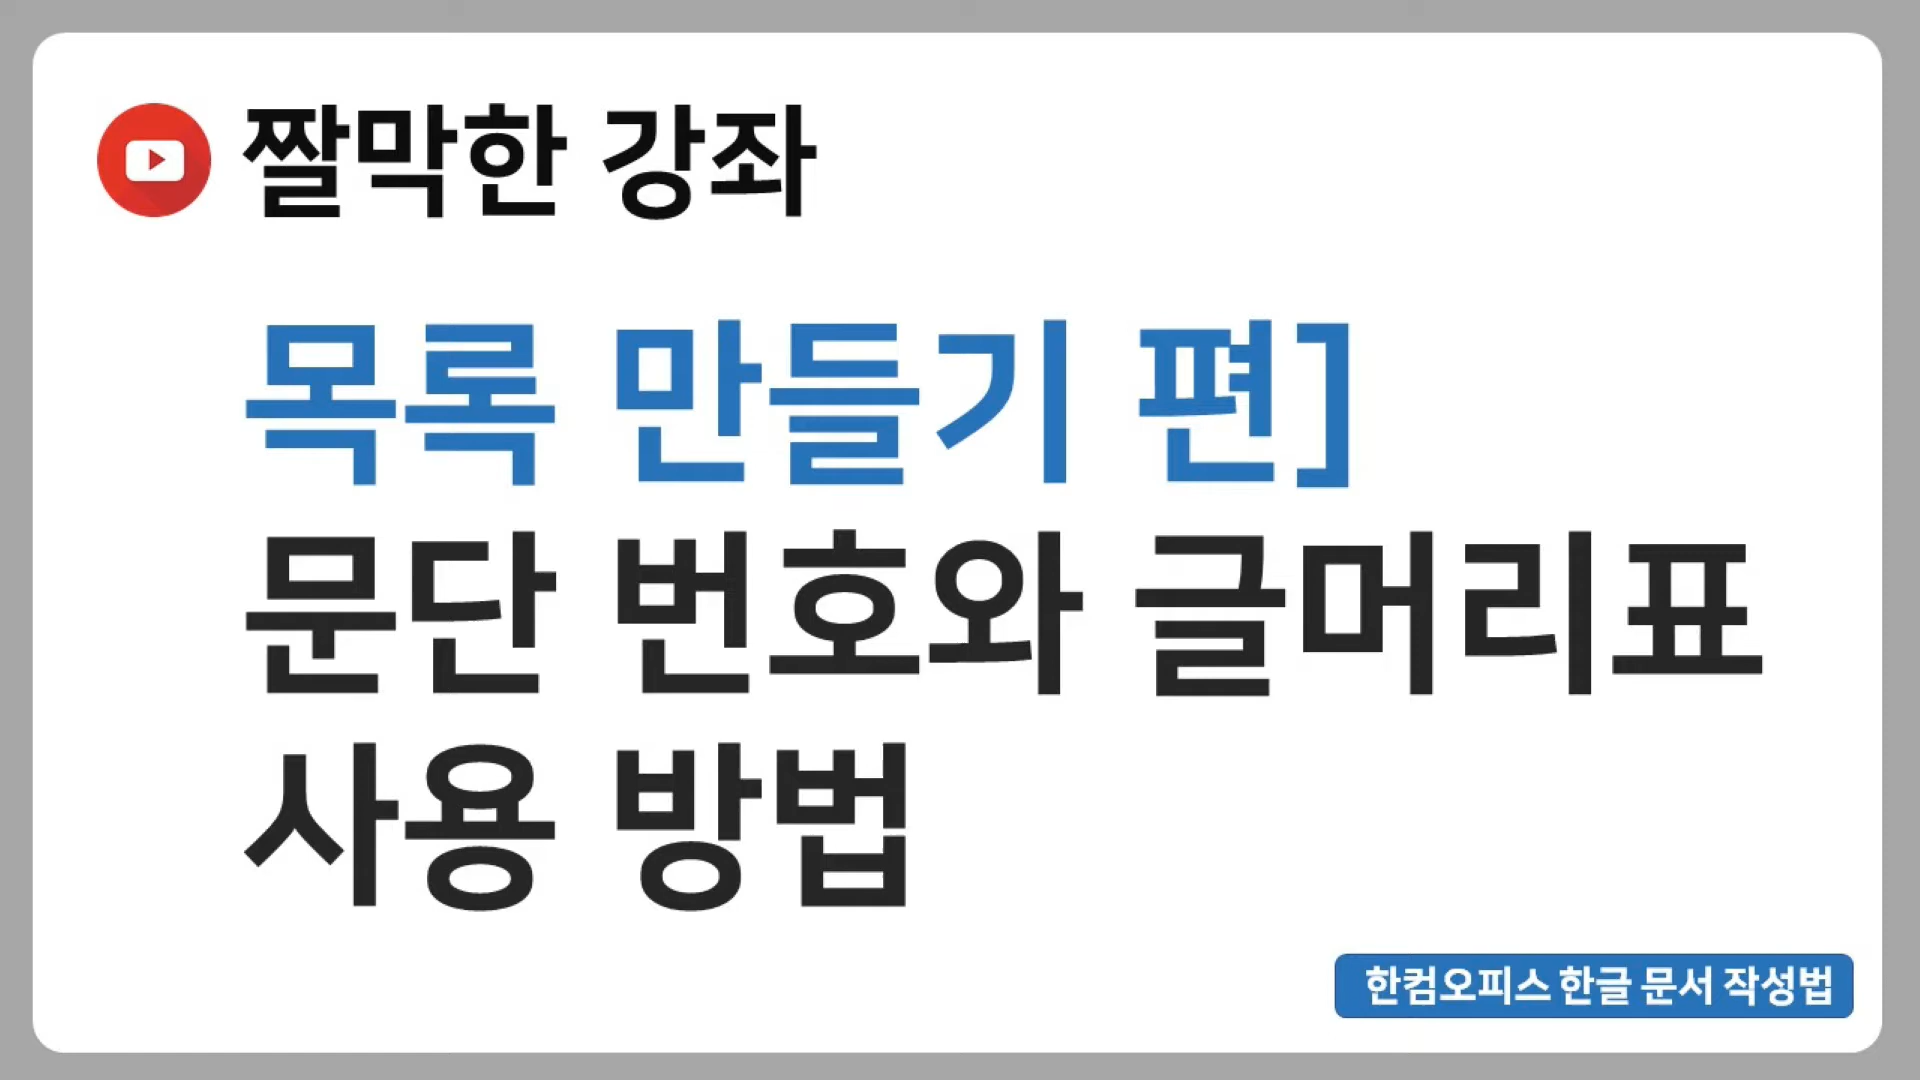 짤막한 강좌
목록 만들기 편]
문단 번호와 글머리표
사용 방법
한컴오피스 한글 문서 작성법